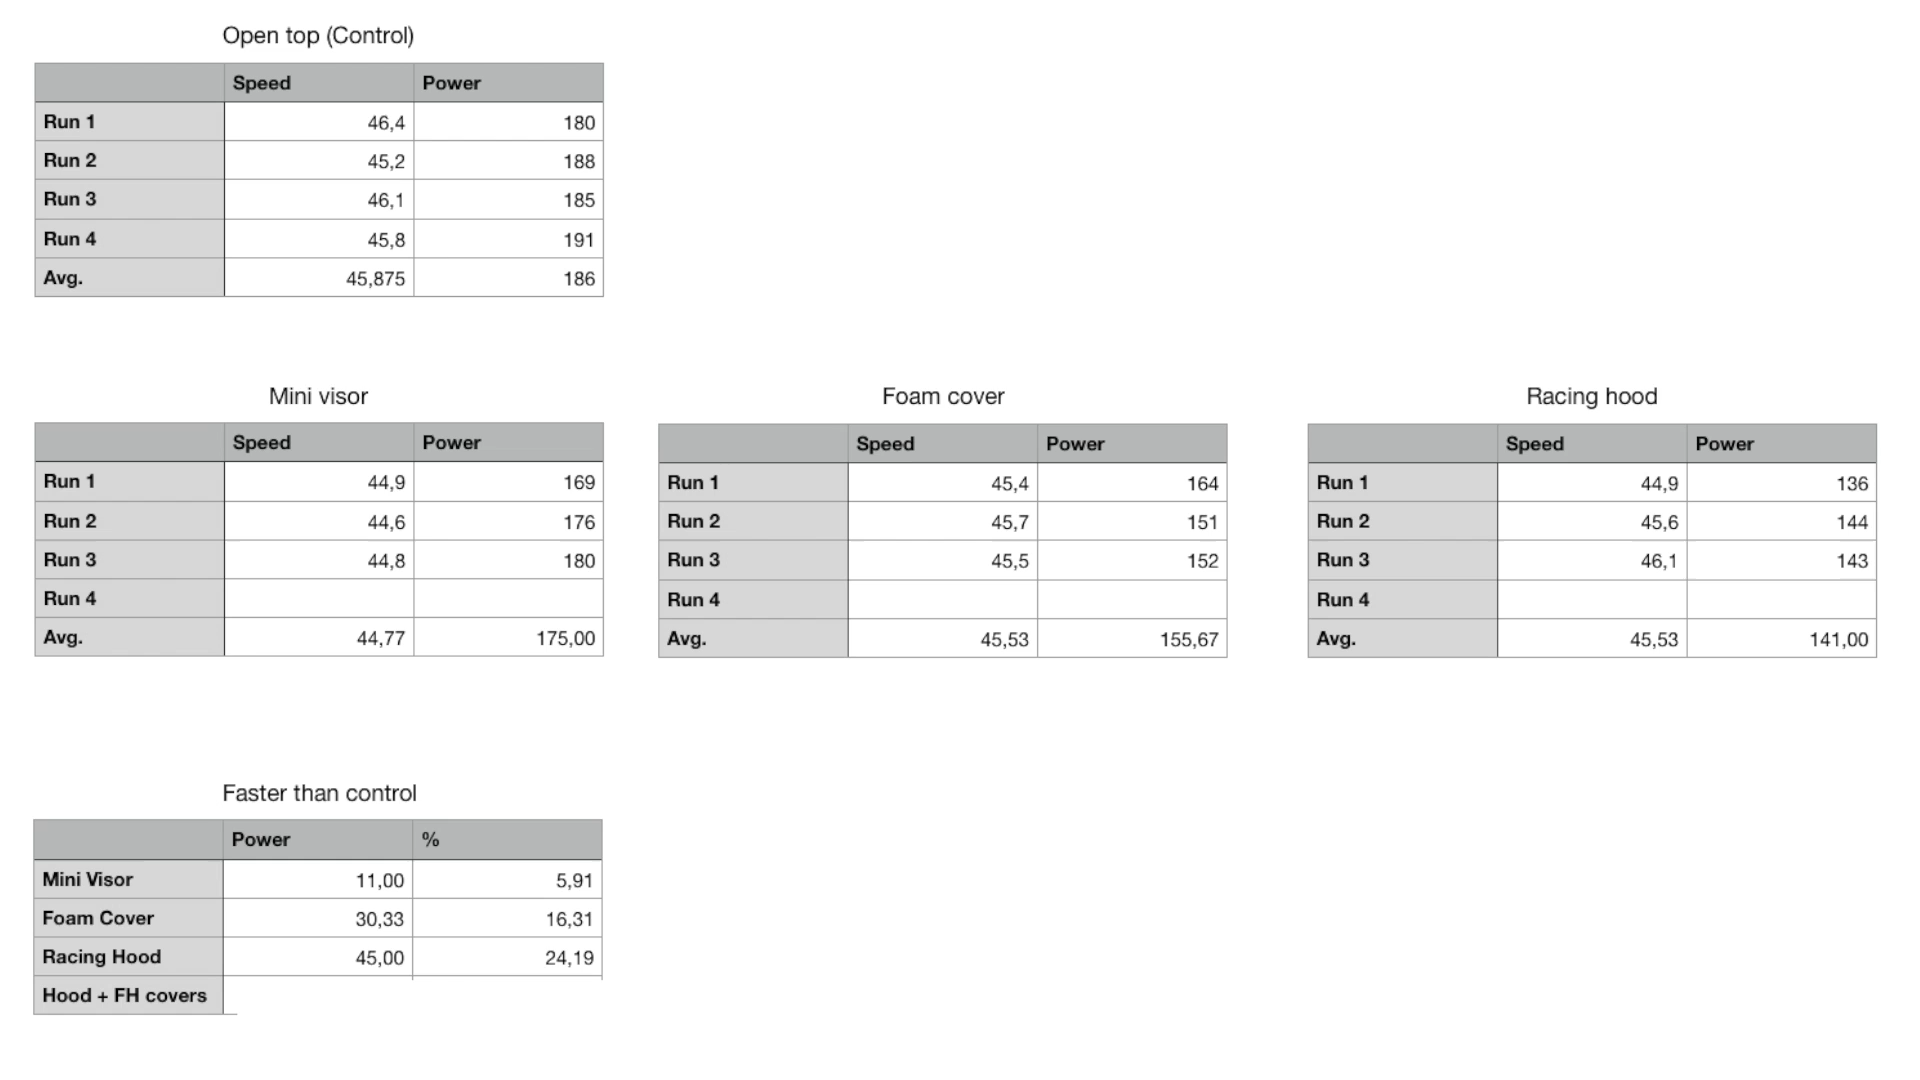 Open top (Control)
Speed Power
Run 1 46,4 180
Run 2 45,2 188
Run 3 46,1 185
Run 4 45,8 191
Avg. 45,875 186
Mini visor
Speed Power
Run 1 44,9 169
Run 2 44,6 176
Run 3 44,8 180
Run 4
Avg. 44,77 175,00
Foam cover
Speed Power
Run 1 45,4 164
Run 2 45,7 151
Run 3 45,5 152
Run 4
Avg. 45,53 155,67
Racing hood
Speed Power
Run 1 44,9 136
Run 2 45,6 144
Run 3 46,1 143
Run 4
Avg. 45,53 141,00
Faster than control
Power %
Mini Visor 11,00 5,91
Foam Cover 30,33 16,31
Racing Hood 45,00 24,19
Hood + FH covers